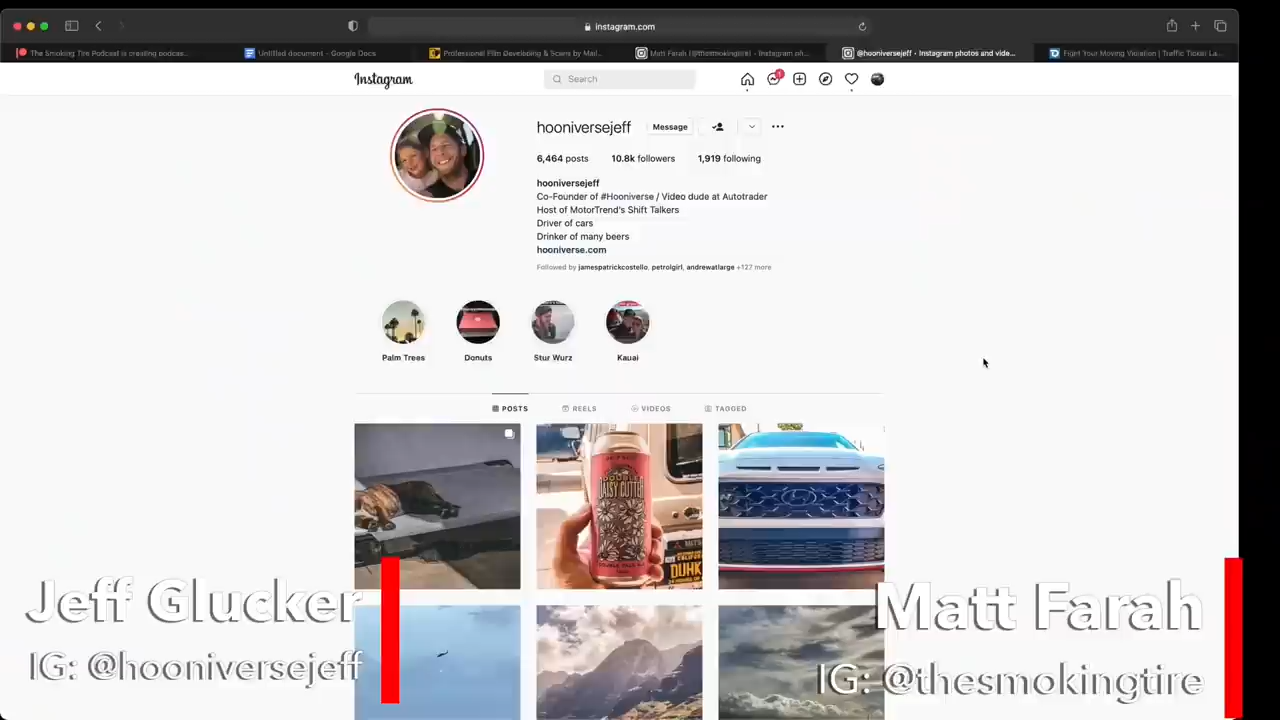 instagram.com
The Smoking Tire Podcast is creating podcas...
Untitled document - Google Docs
Professional Film Developing & Scans by Mail...
Matt Farah (@thesmokingtire) • Instagram ph...
@hooniversejeff • Instagram photos and vide...
Fight Your Moving Violation | Traffic Ticket La...
Instagram
Search
1
hooniversejeff
Message
6,464 posts
10.8k followers
1,919 following
hooniversejeff
Co-Founder of #Hooniverse / Video dude at Autotrader
Host of MotorTrend's Shift Talkers
Driver of cars
Drinker of many beers
hooniverse.com
Followed by jamespatrickcostello, petrolgirl, andrewatlarge +127 more
Palm Trees
Donuts
Stur Wurz
Kauai
POSTS
REELS
VIDEOS
TAGGED
DOUBLE
DAISY CUTTER
DOUBLE PALE ALE
Jeff Glucker
IG: @hooniversejeff
Matt Farah
IG: @thesmokingtire